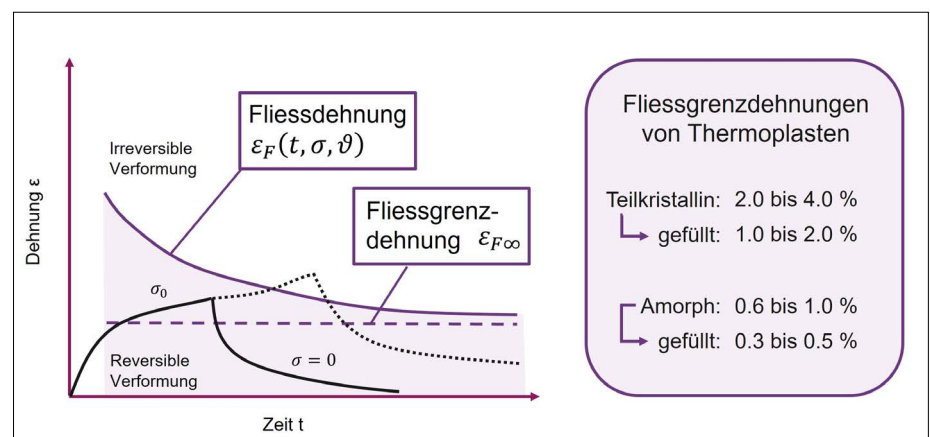 Dehnung ε
Irreversible
Verformung
Fliessdehnung
ε_F(t, σ, ϑ)
Fliessgrenz-
dehnung ε_F∞
σ₀
σ = 0
Reversible
Verformung
Zeit t
Fliessgrenzdehnungen
von Thermoplasten
Teilkristallin: 2.0 bis 4.0 %
gefüllt: 1.0 bis 2.0 %
Amorph: 0.6 bis 1.0 %
gefüllt: 0.3 bis 0.5 %